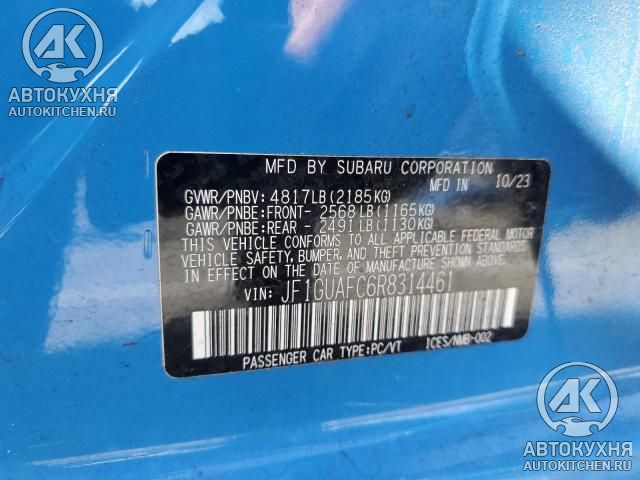 АК
АВТОКУХНЯ
AUTOKITCHEN.RU
MFD BY SUBARU CORPORATION
MFD IN 10/23
GVWR/PNBV: 4817LB(2185KG)
GAWR/PNBE:FRONT- 2568LB(1165KG)
GAWR/PNBE:REAR - 2491LB(1130KG)
THIS VEHICLE CONFORMS TO ALL APPLICABLE FEDERAL MOTOR
VEHICLE SAFETY, BUMPER, AND THEFT PREVENTION STANDARDS
IN EFFECT ON THE DATE OF MANUFACTURE SHOWN ABOVE.
VIN: JF1GUAFC6R8314461
PASSENGER CAR TYPE:PC/VT ICES/NMB-002
АК
АВТОКУХНЯ
AUTOKITCHEN.RU